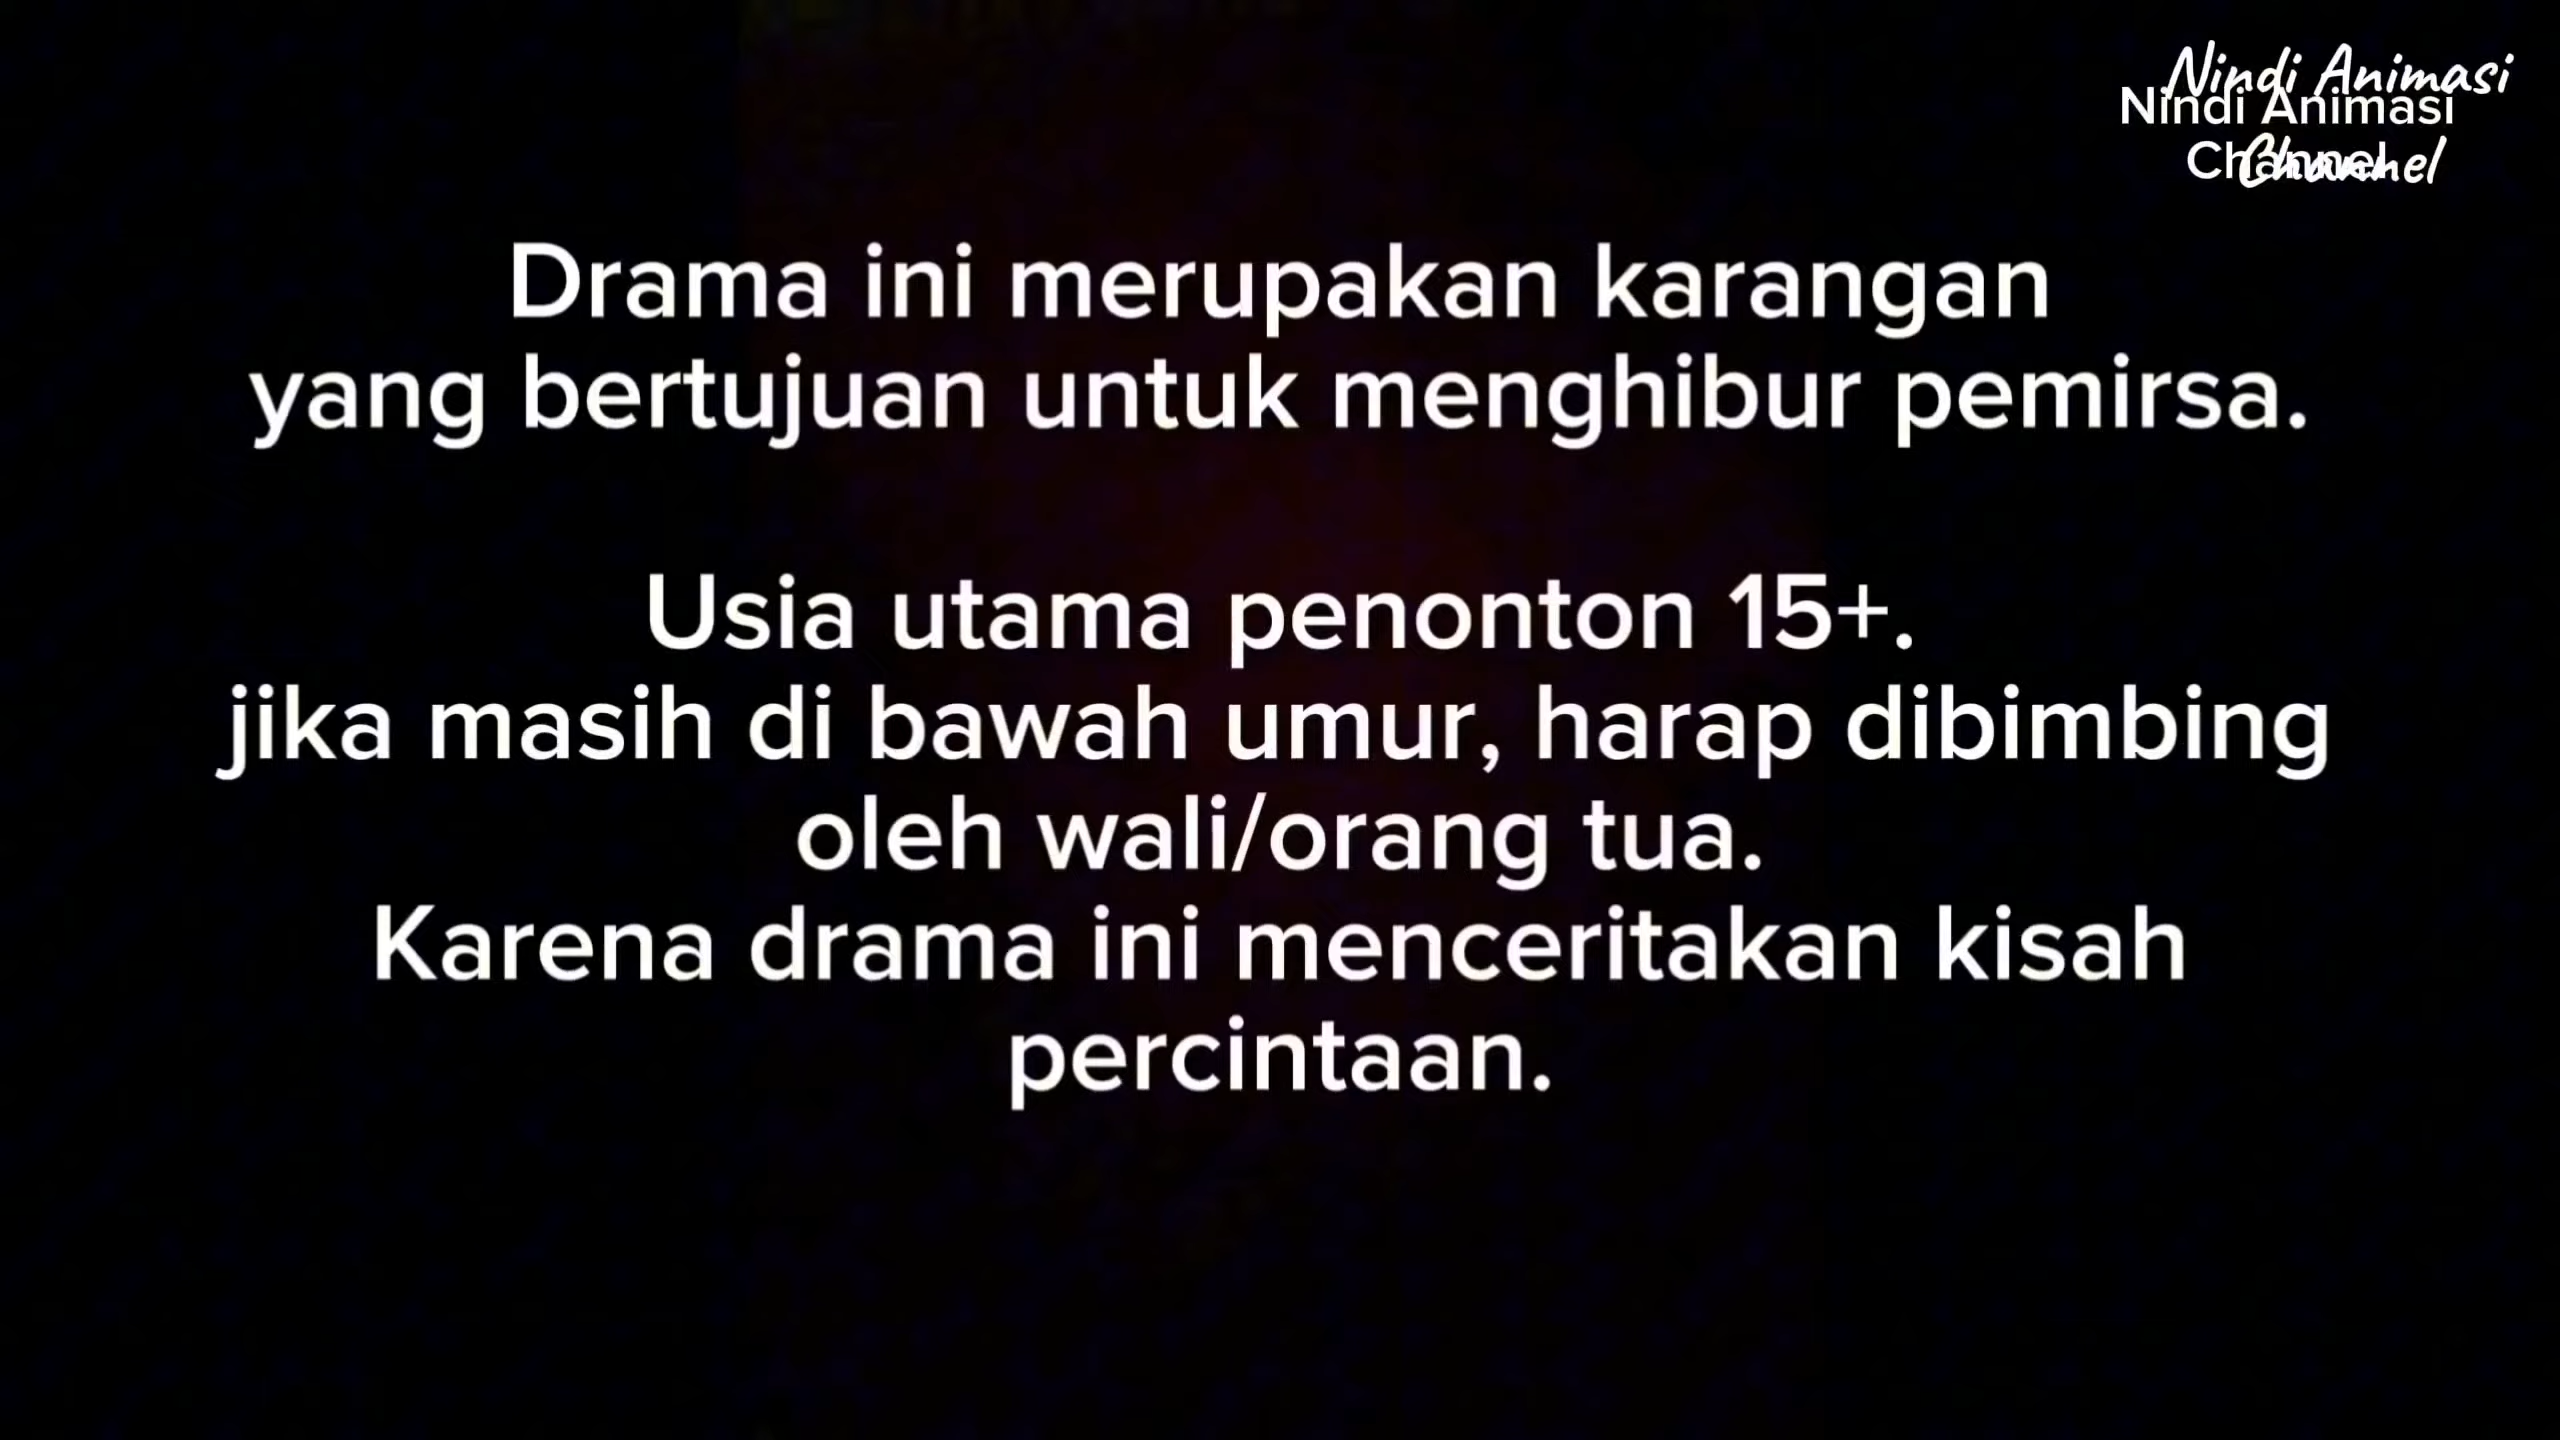 Nindi Animasi
Channel
Nindi Animasi
Channel
Drama ini merupakan karangan
yang bertujuan untuk menghibur pemirsa.
Usia utama penonton 15+.
jika masih di bawah umur, harap dibimbing
oleh wali/orang tua.
Karena drama ini menceritakan kisah
percintaan.